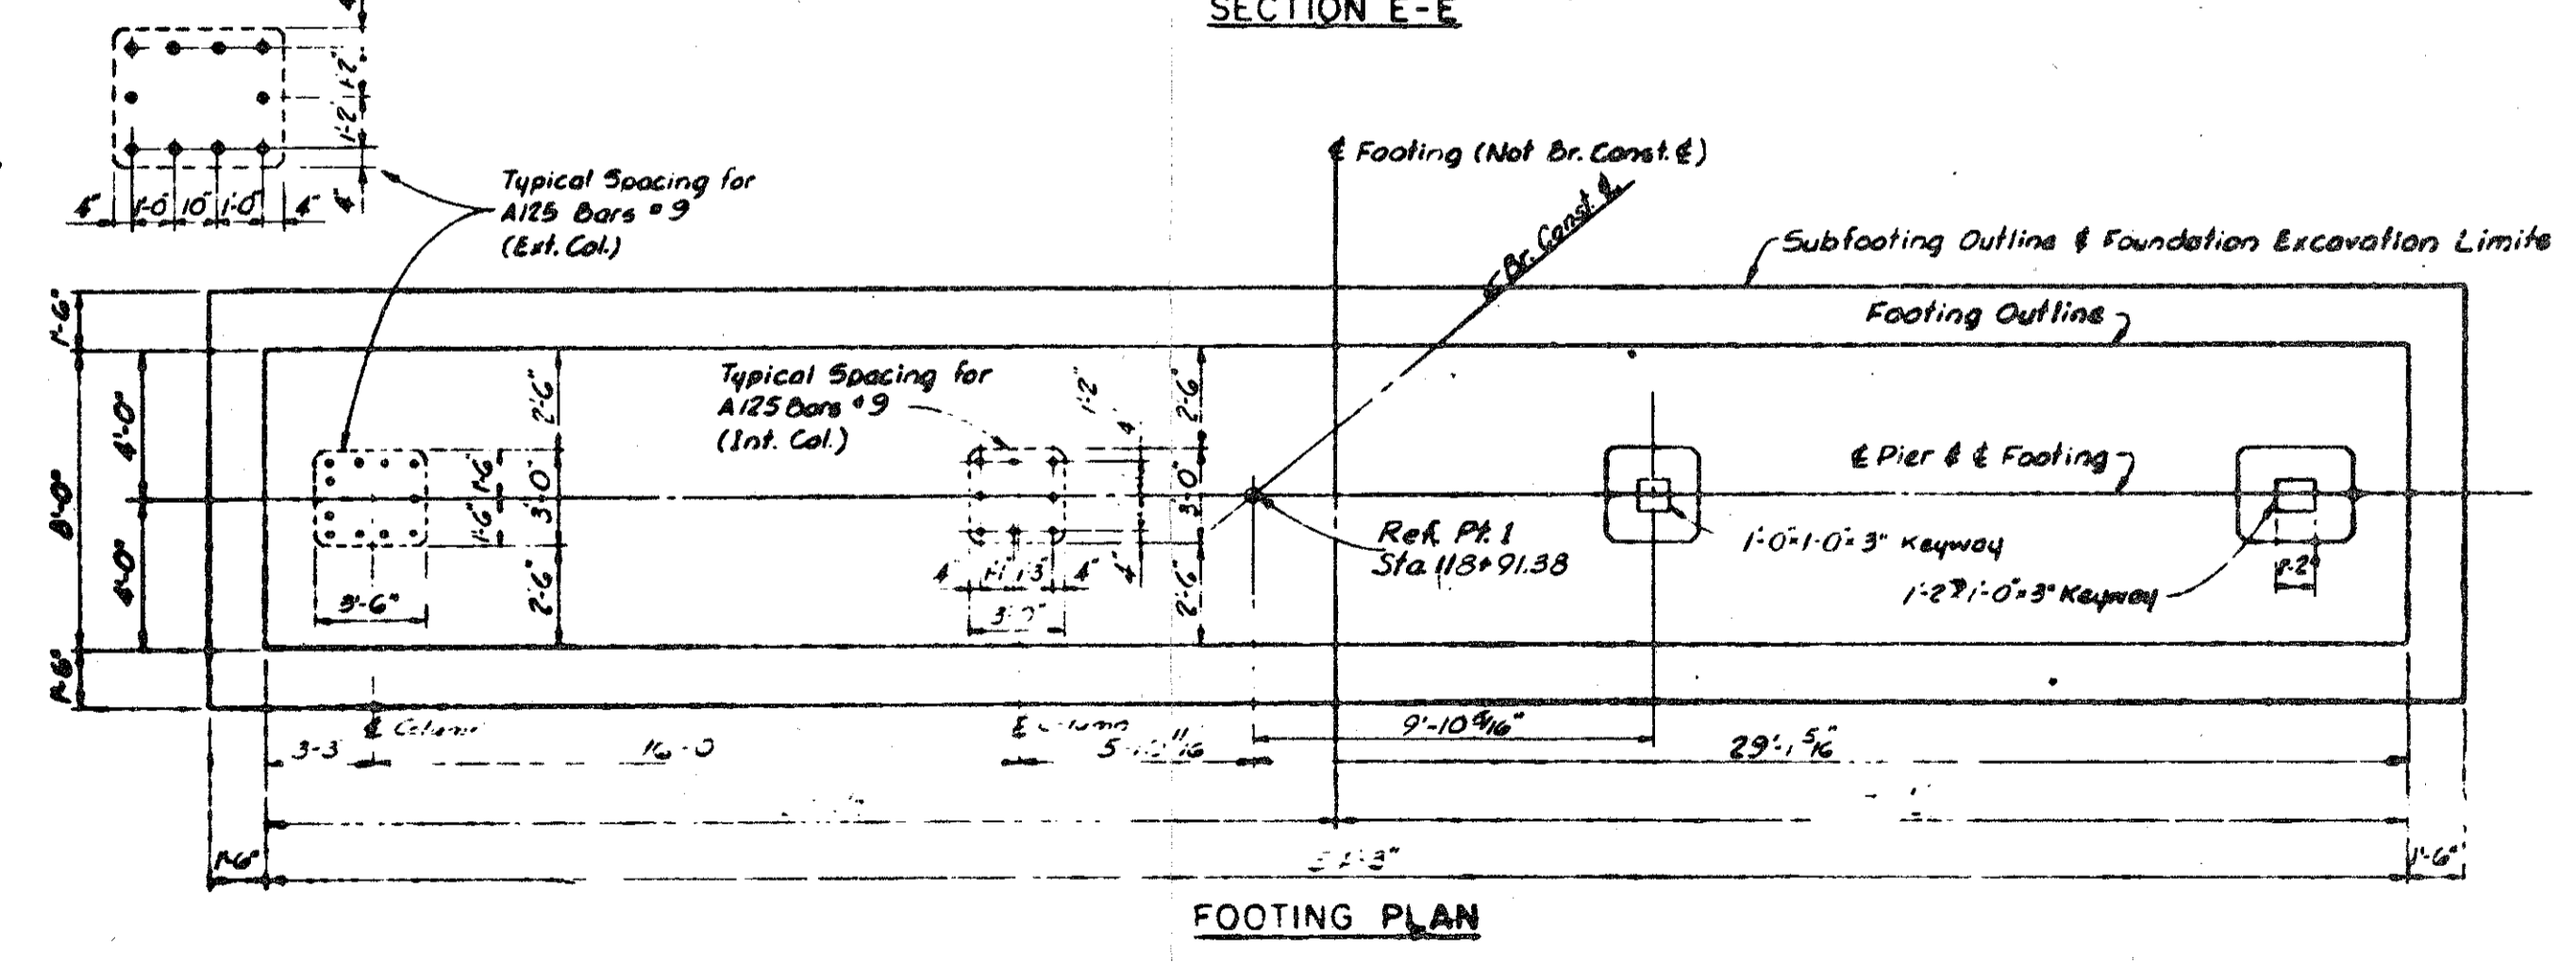 SECTION E-E
1'-2"
1'-2"
4"
4"
1'-0"
10"
1'-0"
4"
Typical Spacing for
A125 Bars #9
(Ext. Col.)
℄ Footing (Not Br. Const. ℄)
℄ Br. Const. ℄
Subfooting Outline & Foundation Excavation Limits
Footing Outline
1'-6"
8'-0"
1'-6"
4'-0"
4'-0"
Typical Spacing for
A125 Bars #9
(Int. Col.)
2'-6"
3'-0"
2'-6"
1'-6"
1'-6"
3'-6"
1'-2"
4"
4"
2'-6"
3'-0"
2'-6"
4"
4"
3'-0"
℄ Pier & ℄ Footing
Ref. Pt. 1
Sta. 118+91.38
1'-0"x1'-0"x3" Keyway
1'-2"x1'-0"x3" Keyway
1'-2"
℄ Column
℄ Column
3-3
16-0
9'-10 5/16"
29'-1 5/16"
1'-6"
1'-6"
FOOTING PLAN